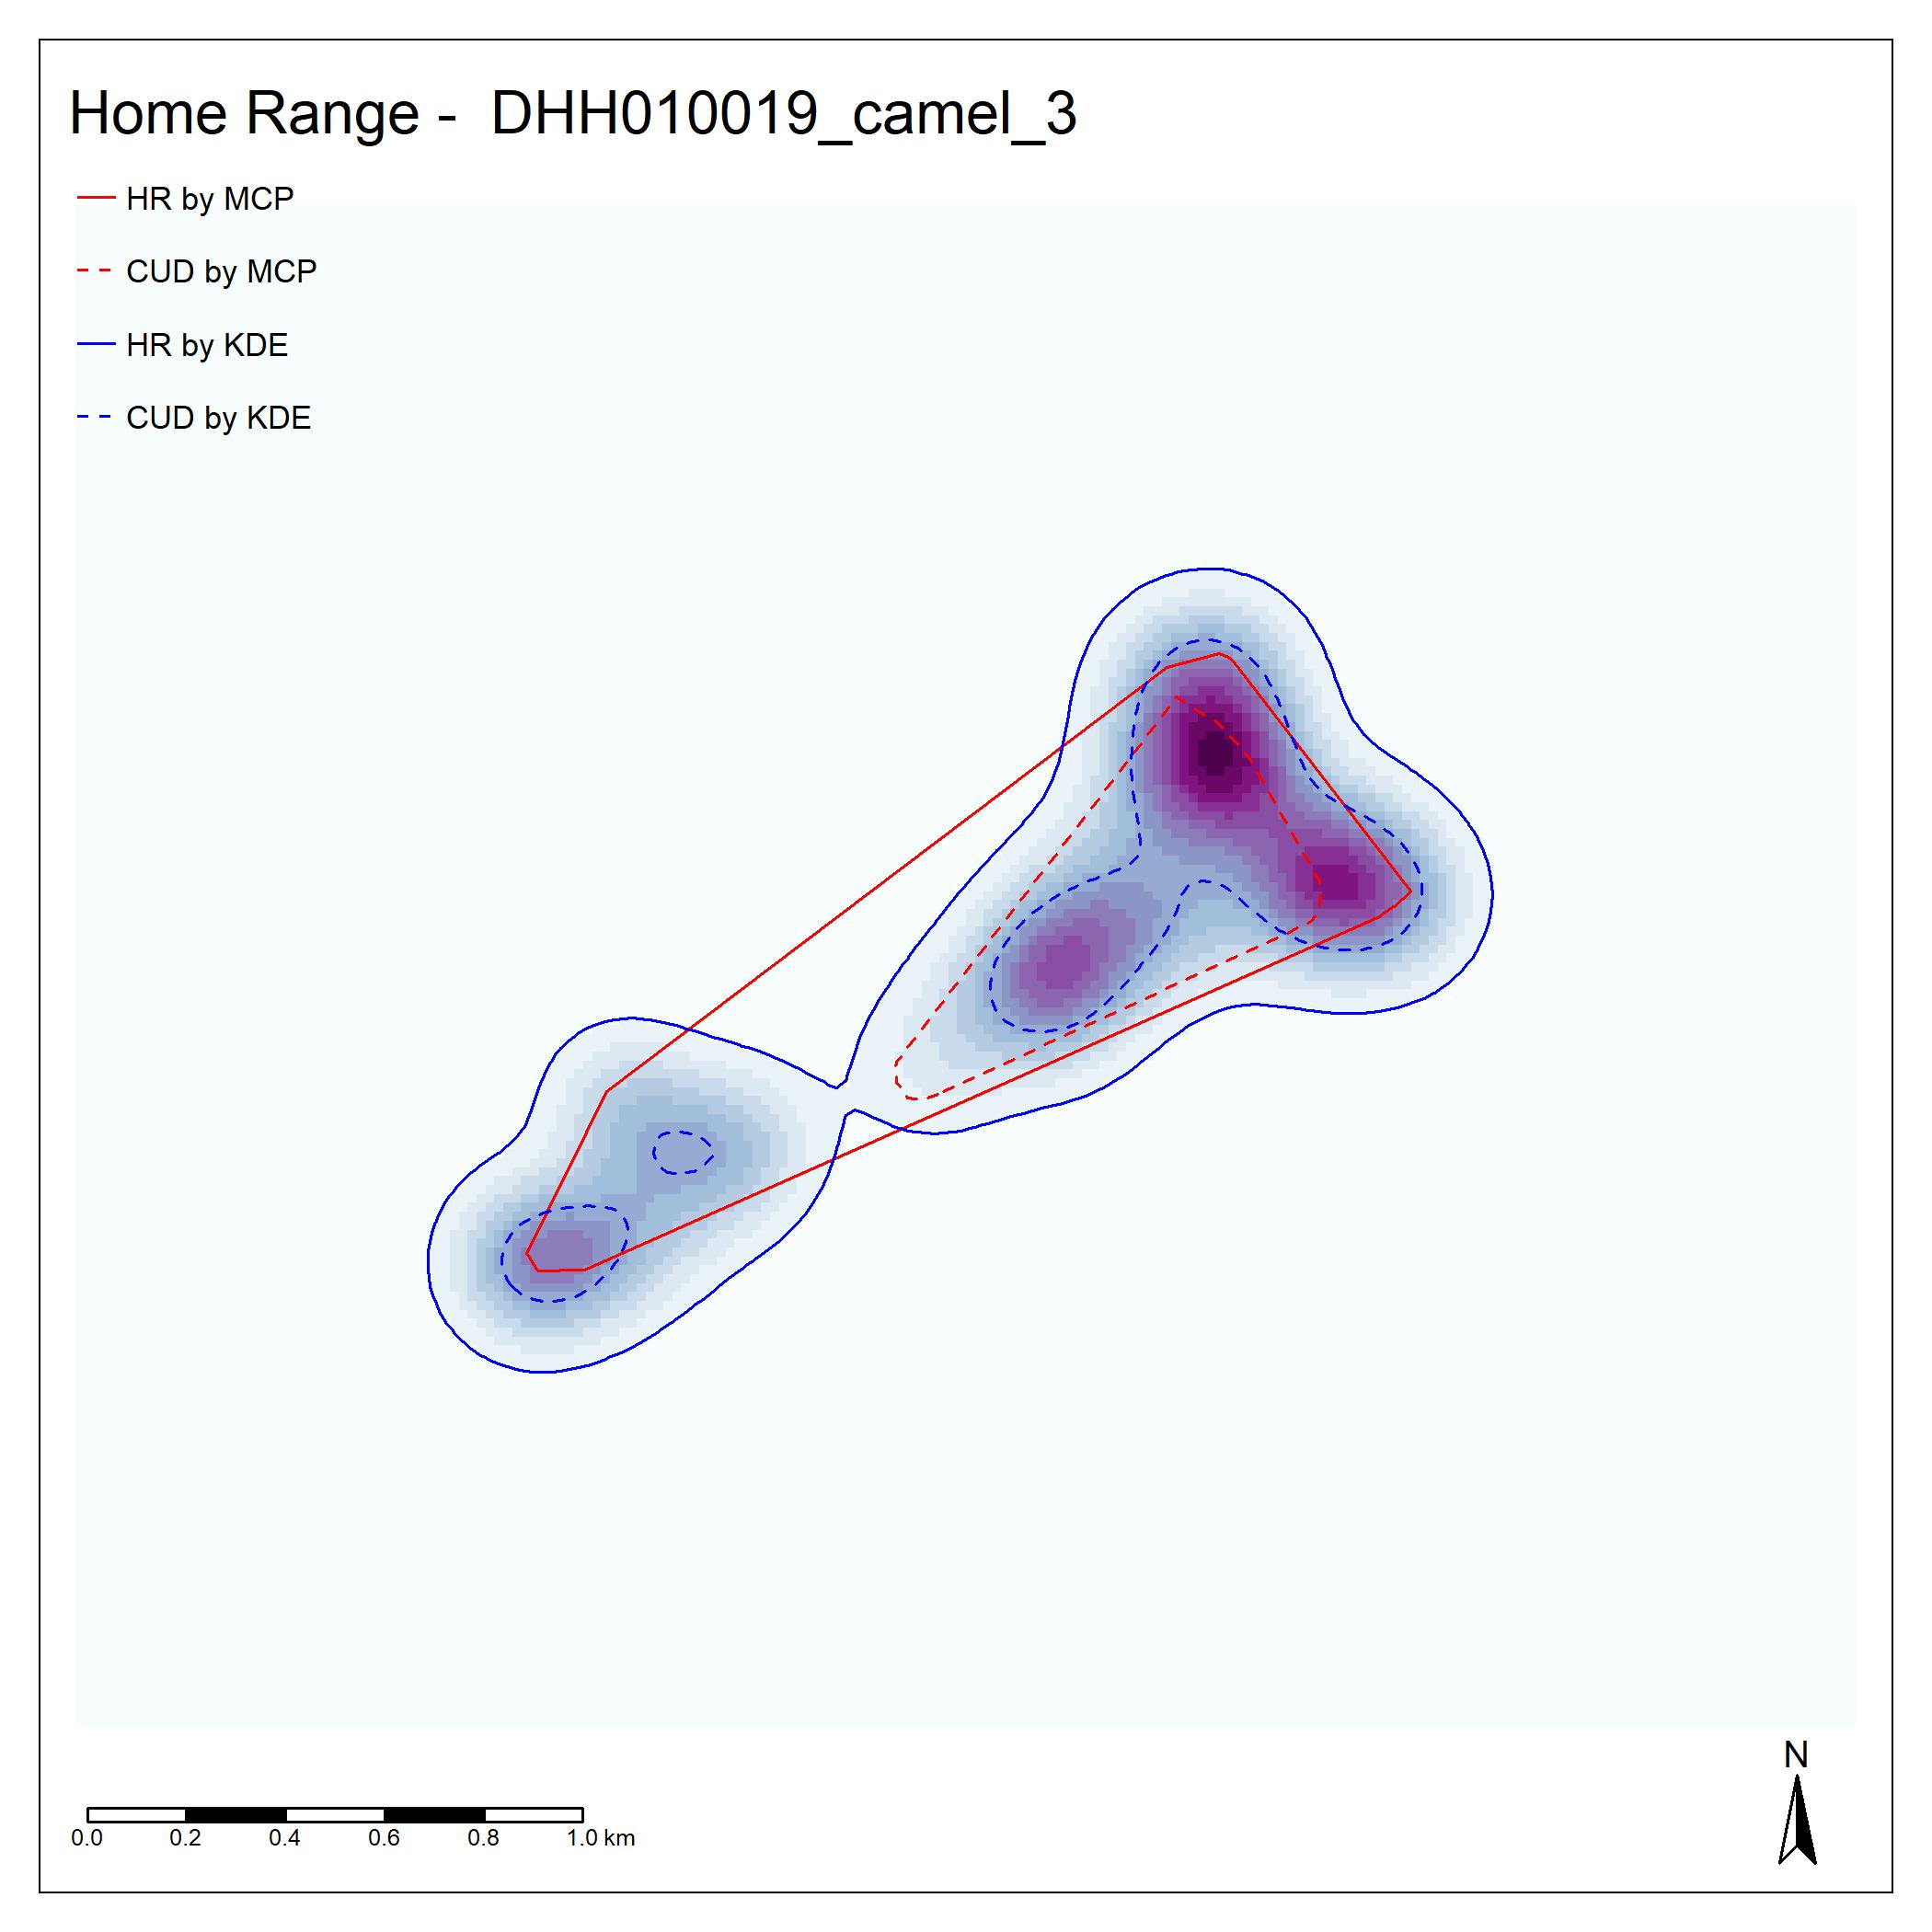 Home Range -  DHH010019_camel_3
HR by MCP
CUD by MCP
HR by KDE
CUD by KDE
N
0.0 0.2 0.4 0.6 0.8 1.0 km